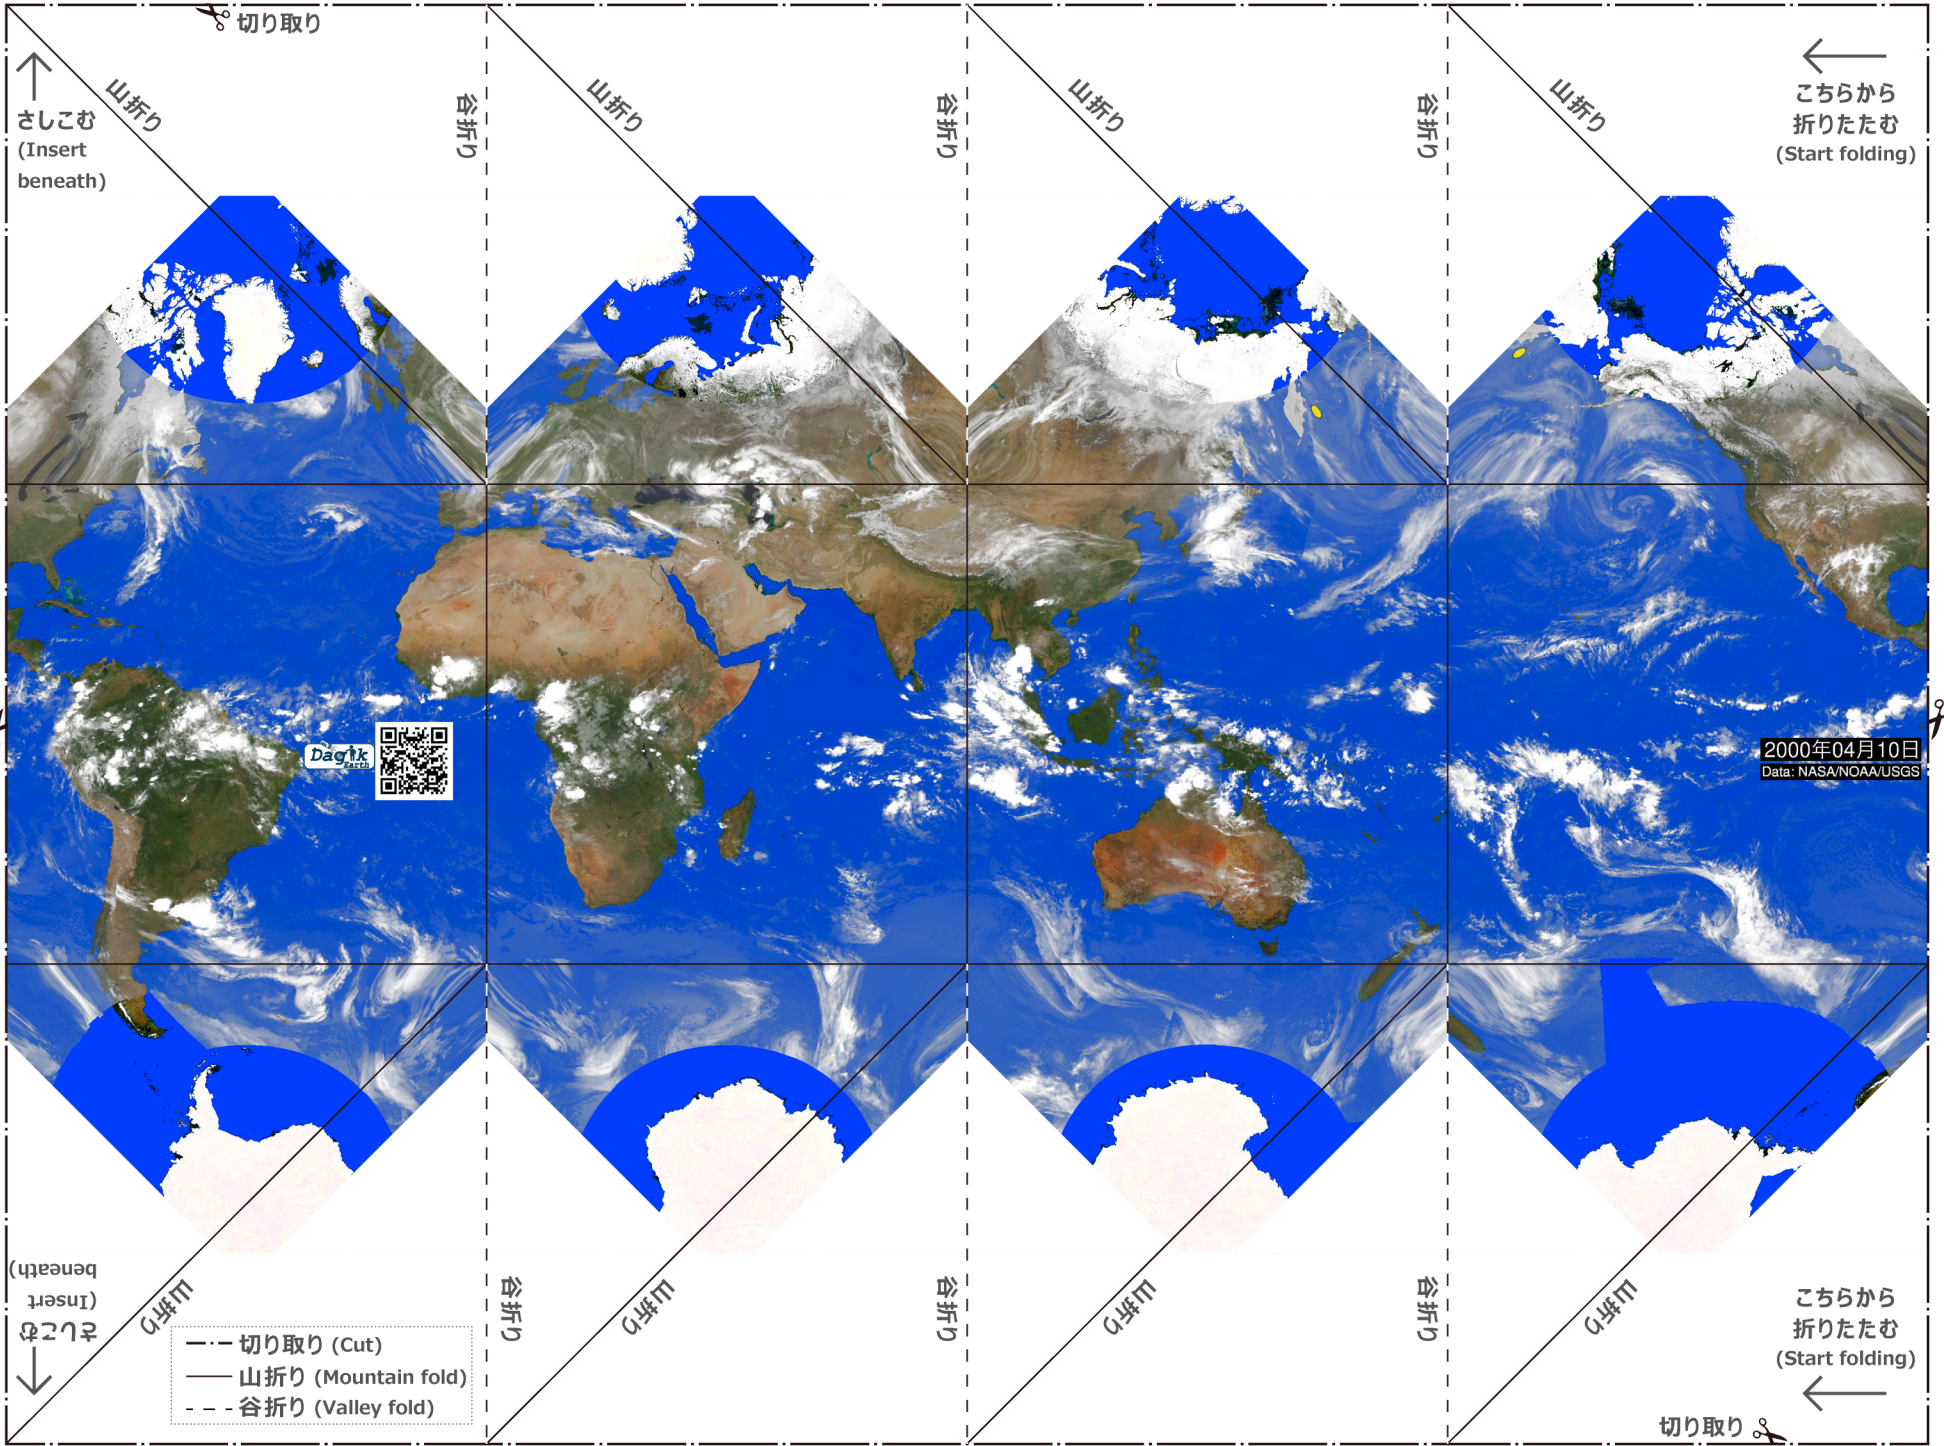 切り取り
さしこむ
(Insert
beneath)
山折り
谷折り
山折り
谷折り
山折り
谷折り
山折り
こちらから
折りたたむ
(Start folding)
Dagik
Earth
2000年04月10日
Data: NASA/NOAA/USGS
さしこむ
(Insert
beneath)
山折り
谷折り
山折り
谷折り
山折り
谷折り
山折り
こちらから
折りたたむ
(Start folding)
切り取り (Cut)
山折り (Mountain fold)
谷折り (Valley fold)
切り取り